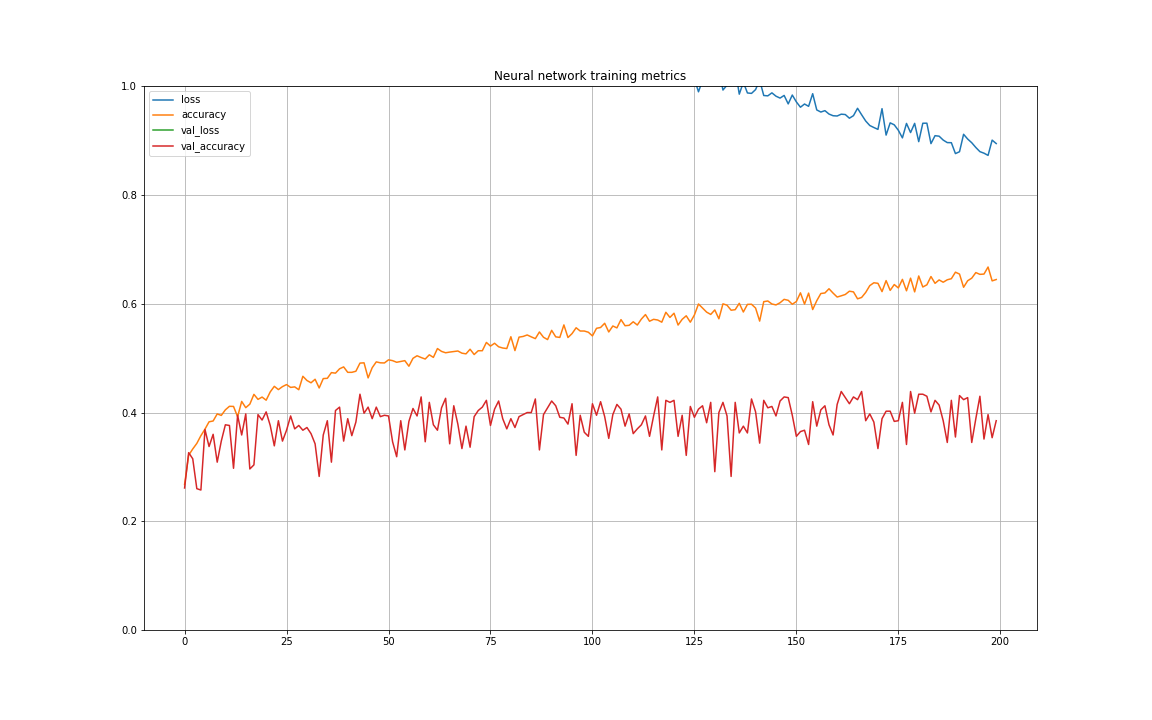 Neural network training metrics
1.0
loss
accuracy
val_loss
val_accuracy
0.8
0.6
0.4
0.2
0.0
0 25 50 75 100 125 150 175 200